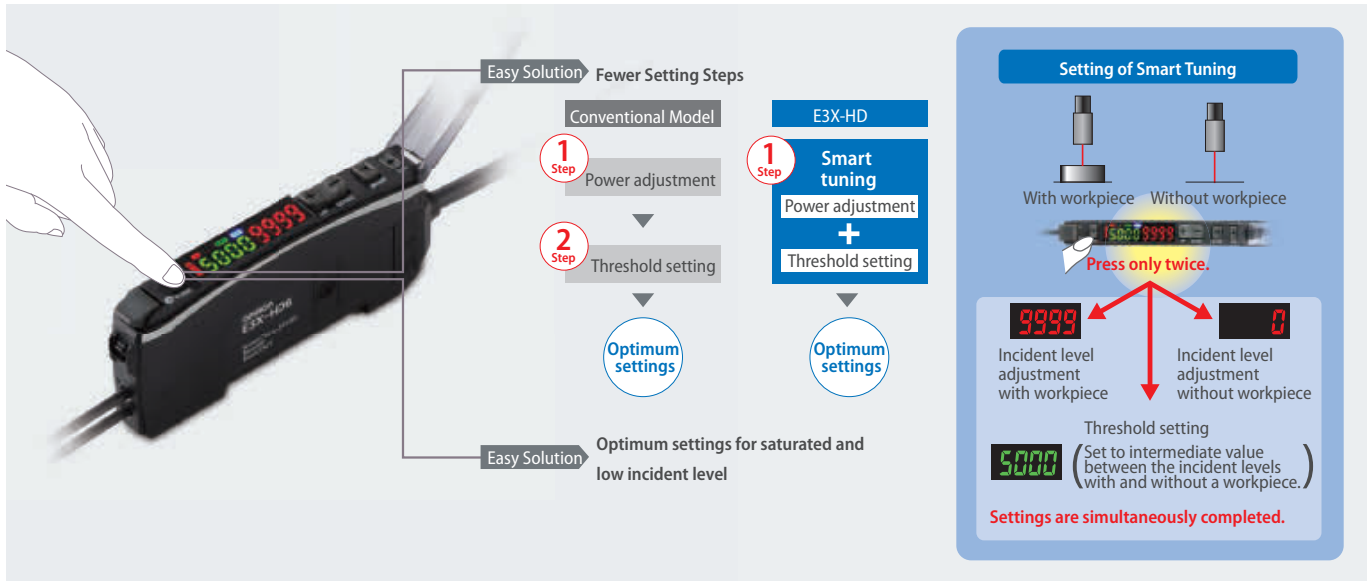 Easy Solution
Fewer Setting Steps
Conventional Model
1
Step
Power adjustment
2
Step
Threshold setting
Optimum
settings
E3X-HD
1
Step
Smart
tuning
Power adjustment
+
Threshold setting
Optimum
settings
5000 9999
OMRON
E3X-HD6
Easy Solution
Optimum settings for saturated and
low incident level
Setting of Smart Tuning
With workpiece
Without workpiece
5000 9999
Press only twice.
9999
Incident level
adjustment
with workpiece
0
Incident level
adjustment
without workpiece
Threshold setting
5000
(Set to intermediate value
between the incident levels
with and without a workpiece.)
Settings are simultaneously completed.